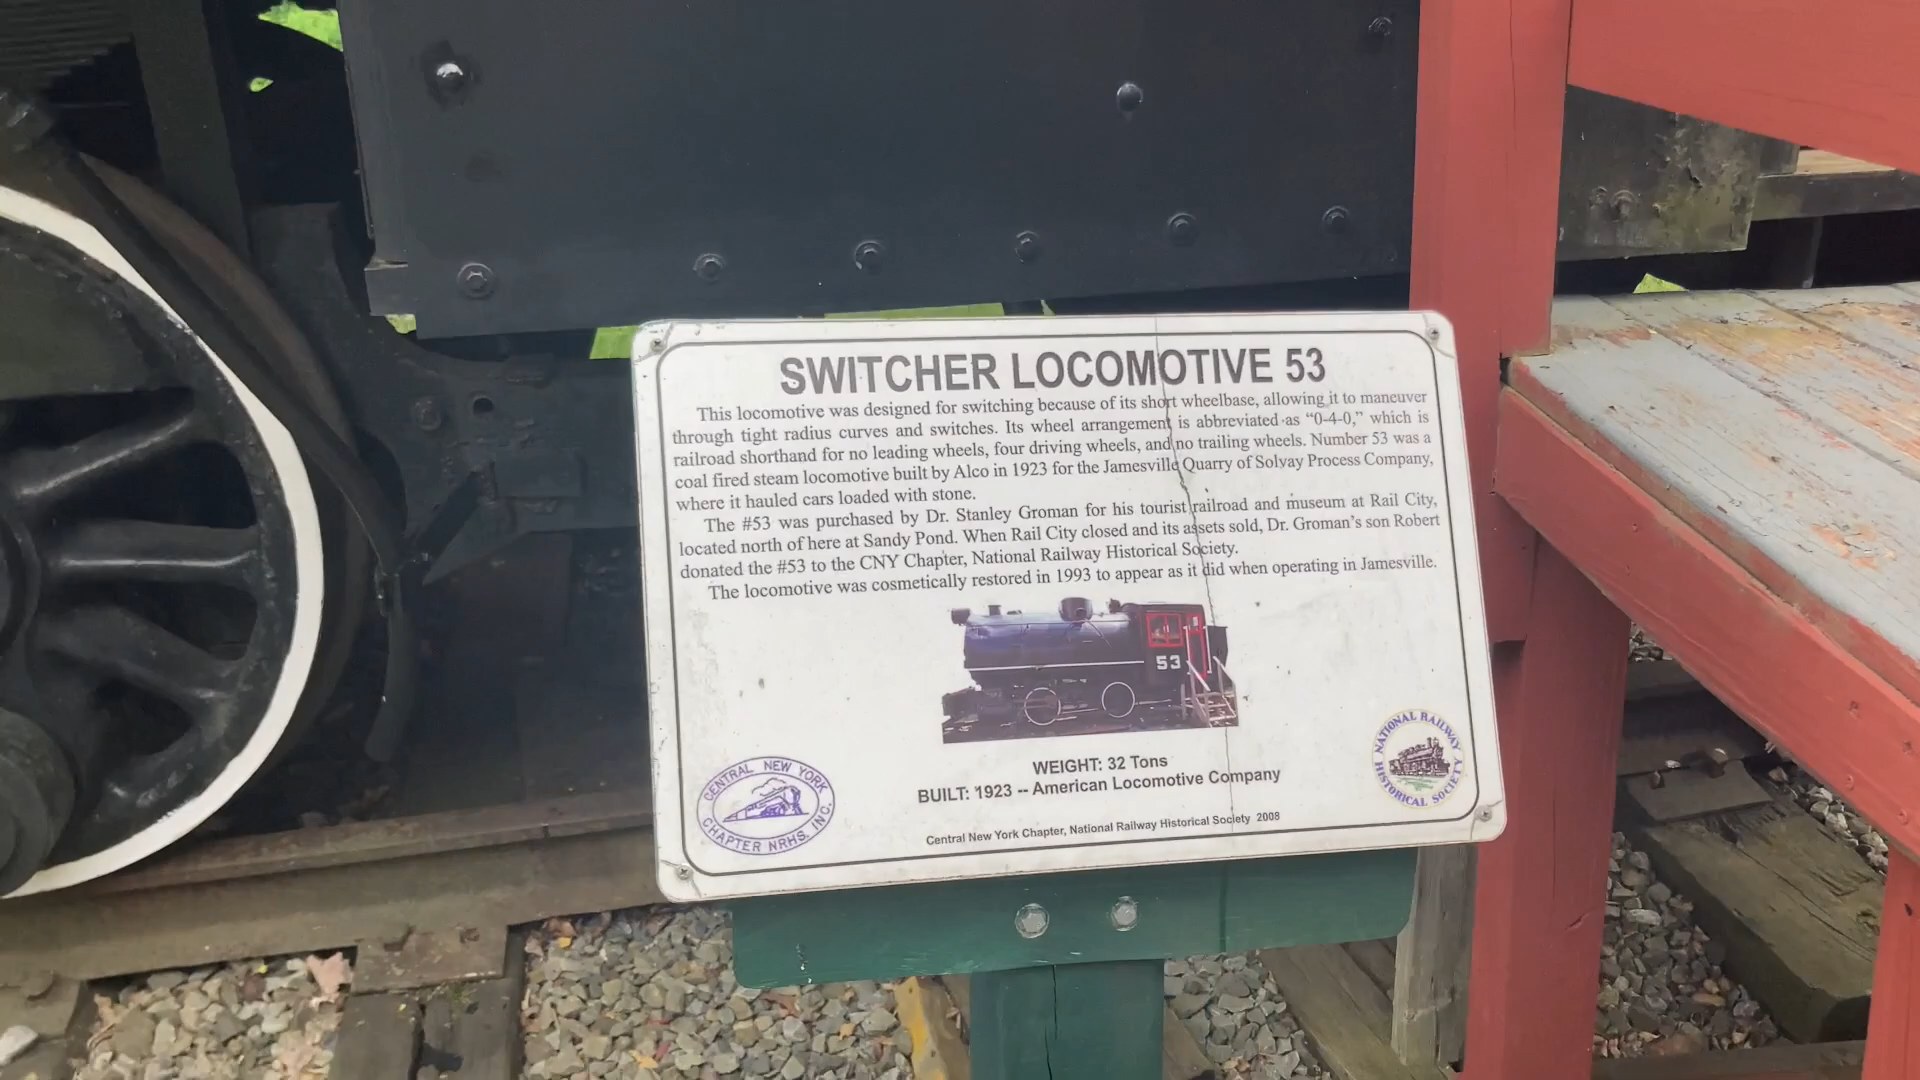 SWITCHER LOCOMOTIVE 53
This locomotive was designed for switching because of its short wheelbase, allowing it to maneuver
through tight radius curves and switches. Its wheel arrangement is abbreviated as “0-4-0,” which is
railroad shorthand for no leading wheels, four driving wheels, and no trailing wheels. Number 53 was a
coal fired steam locomotive built by Alco in 1923 for the Jamesville Quarry of Solvay Process Company,
where it hauled cars loaded with stone.
The #53 was purchased by Dr. Stanley Groman for his tourist railroad and museum at Rail City,
located north of here at Sandy Pond. When Rail City closed and its assets sold, Dr. Groman’s son Robert
donated the #53 to the CNY Chapter, National Railway Historical Society.
The locomotive was cosmetically restored in 1993 to appear as it did when operating in Jamesville.
53
WEIGHT: 32 Tons
BUILT: 1923 -- American Locomotive Company
Central New York Chapter, National Railway Historical Society 2008
CENTRAL NEW YORK
CHAPTER NRHS, INC.
NATIONAL RAILWAY
HISTORICAL SOCIETY